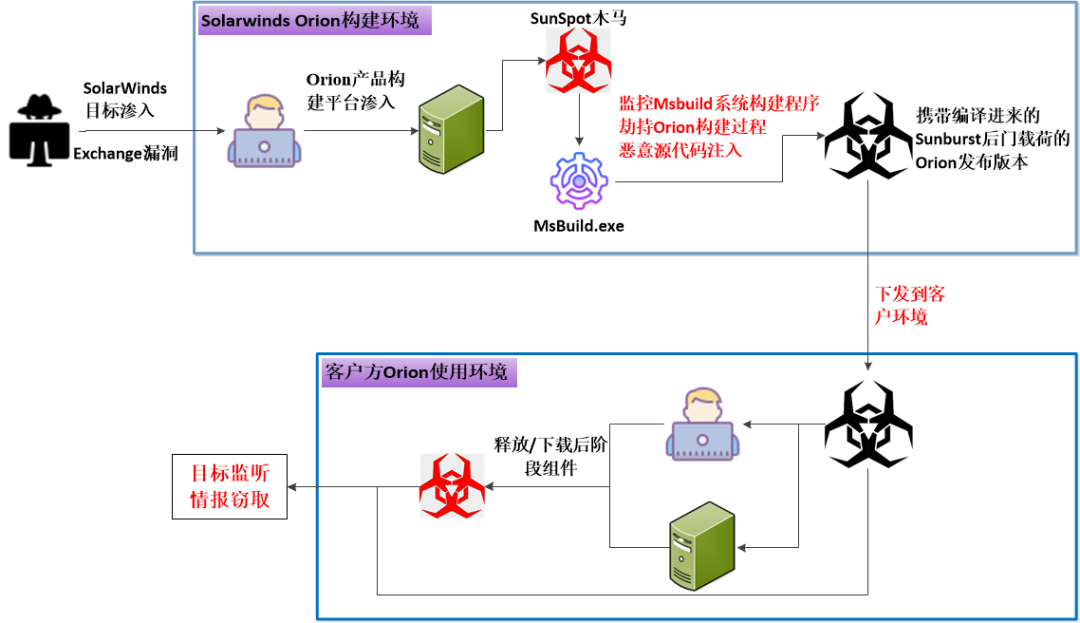 Solarwinds Orion构建环境
SunSpot木马
SolarWinds
目标渗入
Exchange漏洞
Orion产品构
建平台渗入
监控Msbuild系统构建程序
劫持Orion构建过程
恶意源代码注入
MsBuild.exe
携带编译进来的
Sunburst后门载荷的
Orion发布版本
下发到客
户环境
客户方Orion使用环境
释放/下载后阶
段组件
目标监听
情报窃取